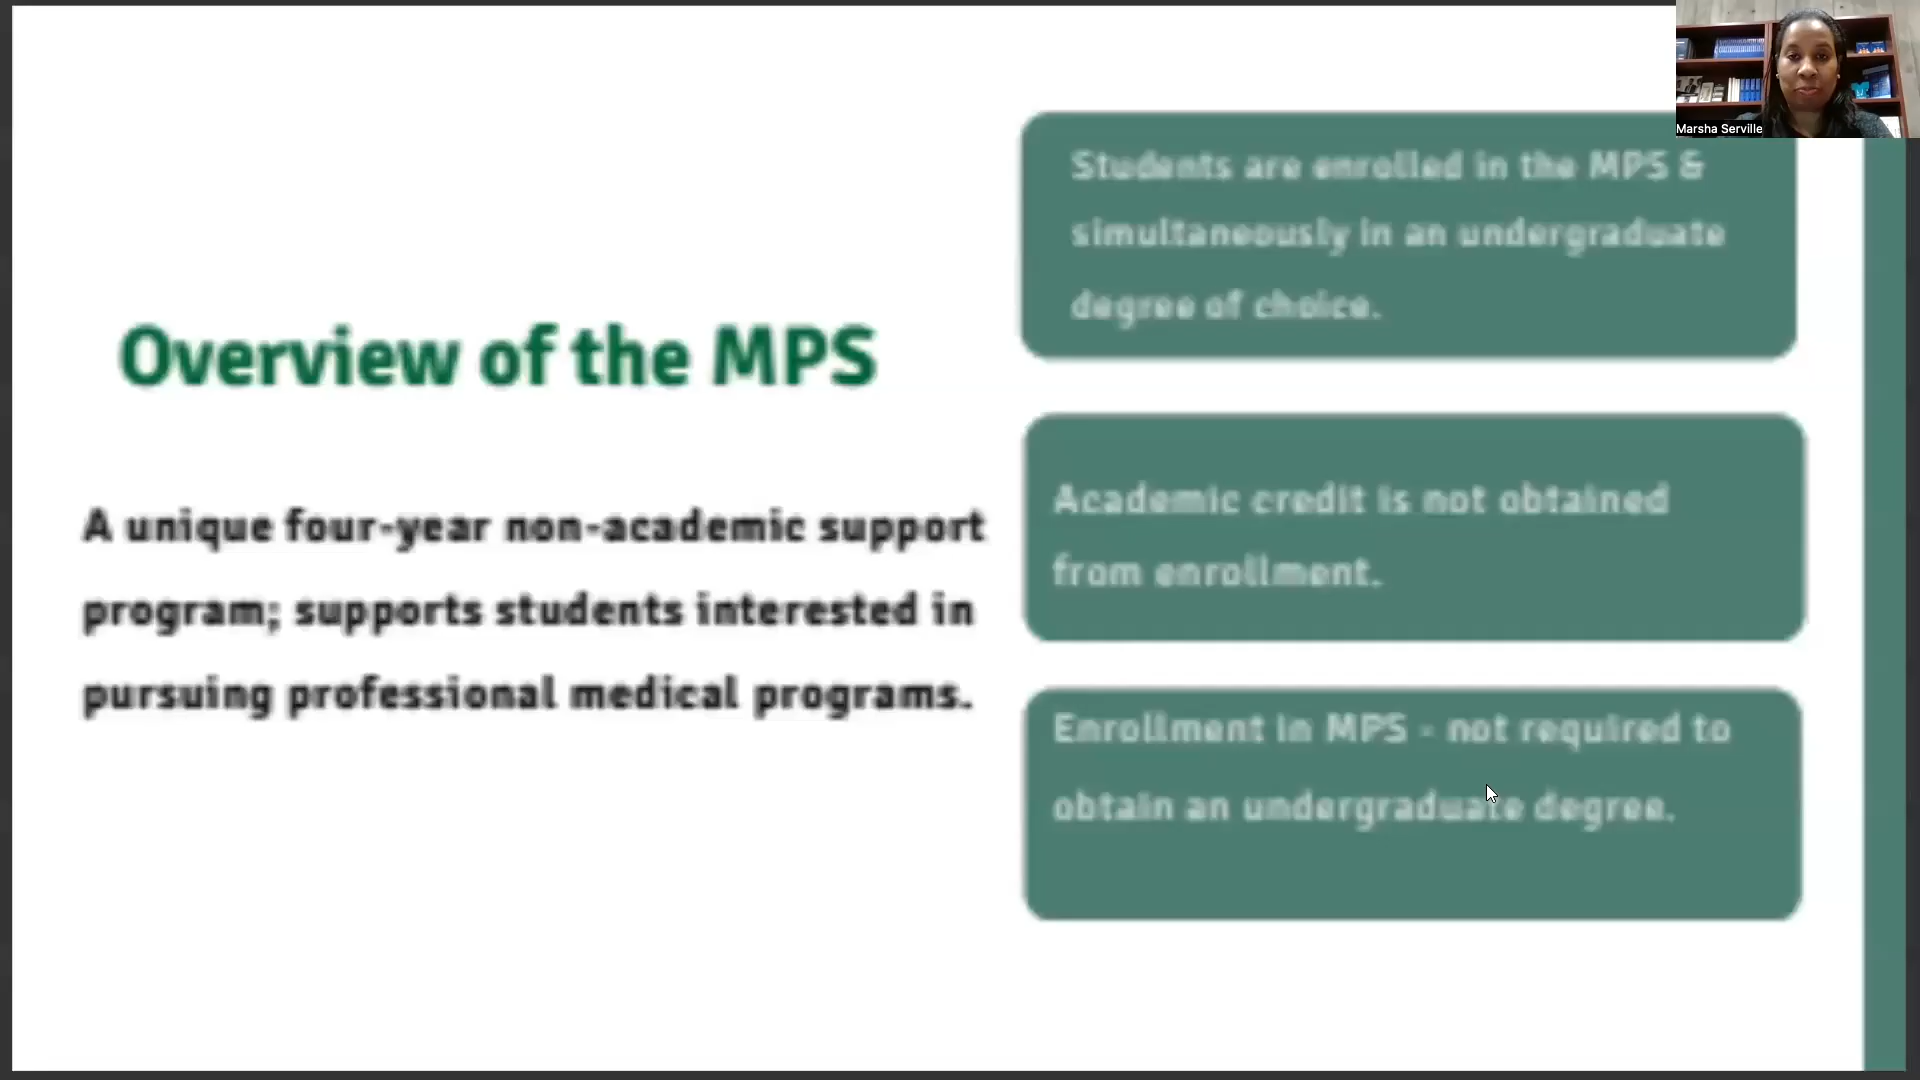 Overview of the MPS
A unique four-year non-academic support
program; supports students interested in
pursuing professional medical programs.
Students are enrolled in the MPS &
simultaneously in an undergraduate
degree of choice.
Academic credit is not obtained
from enrollment.
Enrollment in MPS - not required to
obtain an undergraduate degree.
Marsha Serville